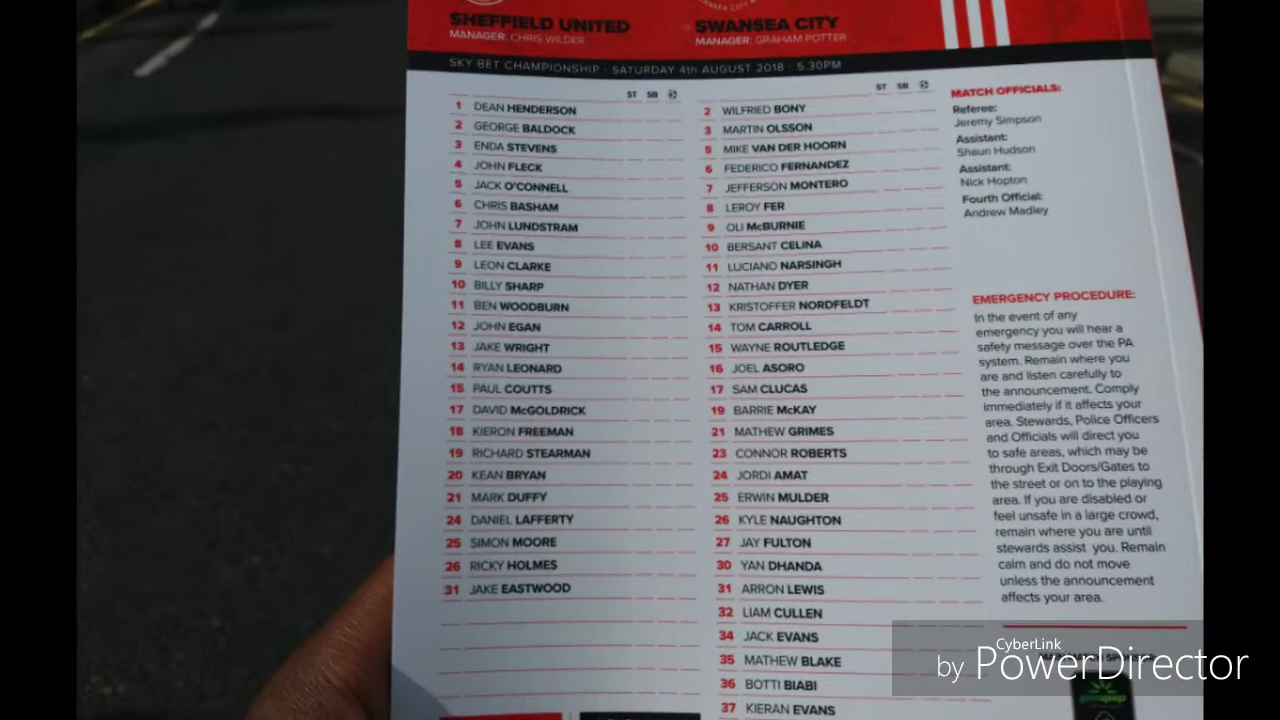 SWANSEA CITY
SHEFFIELD UNITED
MANAGER: CHRIS WILDER
SWANSEA CITY
MANAGER: GRAHAM POTTER
SKY BET CHAMPIONSHIP · SATURDAY 4th AUGUST 2018 · 5.30PM
ST SB
1 DEAN HENDERSON
2 GEORGE BALDOCK
3 ENDA STEVENS
4 JOHN FLECK
5 JACK O'CONNELL
6 CHRIS BASHAM
7 JOHN LUNDSTRAM
8 LEE EVANS
9 LEON CLARKE
10 BILLY SHARP
11 BEN WOODBURN
12 JOHN EGAN
13 JAKE WRIGHT
14 RYAN LEONARD
15 PAUL COUTTS
17 DAVID McGOLDRICK
18 KIERON FREEMAN
19 RICHARD STEARMAN
20 KEAN BRYAN
21 MARK DUFFY
24 DANIEL LAFFERTY
25 SIMON MOORE
26 RICKY HOLMES
31 JAKE EASTWOOD
ST SB
2 WILFRIED BONY
3 MARTIN OLSSON
5 MIKE VAN DER HOORN
6 FEDERICO FERNANDEZ
7 JEFFERSON MONTERO
8 LEROY FER
9 OLI McBURNIE
10 BERSANT CELINA
11 LUCIANO NARSINGH
12 NATHAN DYER
13 KRISTOFFER NORDFELDT
14 TOM CARROLL
15 WAYNE ROUTLEDGE
16 JOEL ASORO
17 SAM CLUCAS
19 BARRIE McKAY
21 MATHEW GRIMES
23 CONNOR ROBERTS
24 JORDI AMAT
25 ERWIN MULDER
26 KYLE NAUGHTON
27 JAY FULTON
30 YAN DHANDA
31 ARRON LEWIS
32 LIAM CULLEN
34 JACK EVANS
35 MATHEW BLAKE
36 BOTTI BIABI
37 KIERAN EVANS
MATCH OFFICIALS:
Referee:
Jeremy Simpson
Assistant:
Shaun Hudson
Assistant:
Nick Hopton
Fourth Official:
Andrew Madley
EMERGENCY PROCEDURE:
In the event of any
emergency you will hear a
safety message over the PA
system. Remain where you
are and listen carefully to
the announcement. Comply
immediately if it affects your
area. Stewards, Police Officers
and Officials will direct you
to safe areas, which may be
through Exit Doors/Gates to
the street or on to the playing
area. If you are disabled or
feel unsafe in a large crowd,
remain where you are until
stewards assist you. Remain
calm and do not move
unless the announcement
affects your area.
CyberLink
by PowerDirector